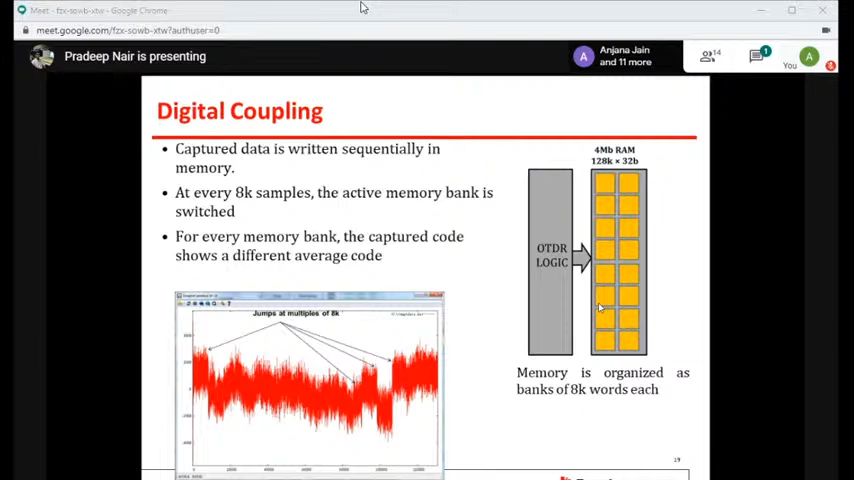 Meet - fzx-sowb-xtw - Google Chrome
meet.google.com/fzx-sowb-xtw?authuser=0
Pradeep Nair is presenting
A
Anjana Jain
and 11 more
14
1
You
A
Digital Coupling
• Captured data is written sequentially in
memory.
• At every 8k samples, the active memory bank is
switched
• For every memory bank, the captured code
shows a different average code
4Mb RAM
128k × 32b
OTDR
LOGIC
Memory is organized as
banks of 8k words each
Jumps at multiples of 8k
19